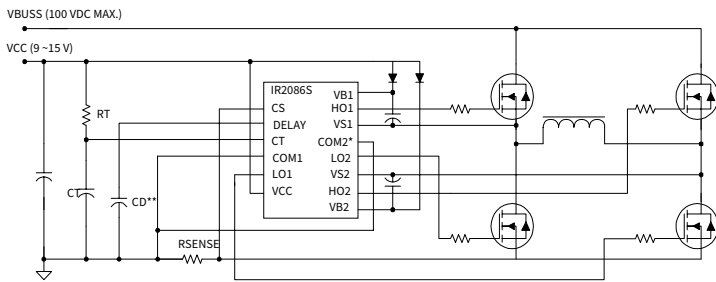 VBUSS (100 VDC MAX.)
VCC (9 ~15 V)
IR2086S
CS
DELAY
CT
COM1
LO1
VCC
VB1
HO1
VS1
COM2*
LO2
VS2
HO2
VB2
RT
CT
CD**
RSENSE